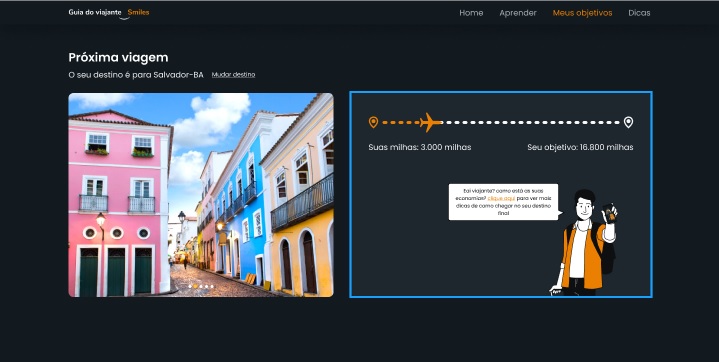 Guia do viajante Smiles
Home Aprender Meus objetivos Dicas
Próxima viagem
O seu destino é para Salvador-BA Mudar destino
Suas milhas: 3.000 milhas
Seu objetivo: 16.800 milhas
Eai viajante? como está as suas
economias? clique aqui para ver mais
dicas de como chegar no seu destino
final